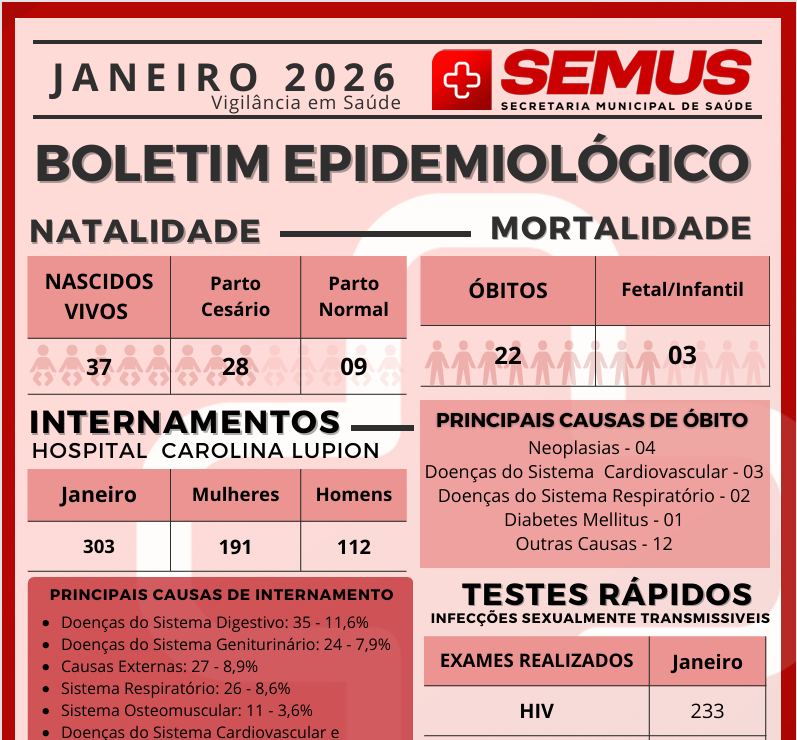 JANEIRO 2026
Vigilância em Saúde
SEMUS
SECRETARIA MUNICIPAL DE SAÚDE
BOLETIM EPIDEMIOLÓGICO
NATALIDADE
NASCIDOS VIVOS
Parto Cesário
Parto Normal
37
28
09
MORTALIDADE
ÓBITOS
Fetal/Infantil
22
03
INTERNAMENTOS
HOSPITAL CAROLINA LUPION
Janeiro
Mulheres
Homens
303
191
112
PRINCIPAIS CAUSAS DE ÓBITO
Neoplasias - 04
Doenças do Sistema Cardiovascular - 03
Doenças do Sistema Respiratório - 02
Diabetes Mellitus - 01
Outras Causas - 12
PRINCIPAIS CAUSAS DE INTERNAMENTO
Doenças do Sistema Digestivo: 35 - 11,6%
Doenças do Sistema Geniturinário: 24 - 7,9%
Causas Externas: 27 - 8,9%
Sistema Respiratório: 26 - 8,6%
Sistema Osteomuscular: 11 - 3,6%
Doenças do Sistema Cardiovascular e
TESTES RÁPIDOS
INFECÇÕES SEXUALMENTE TRANSMISSIVEIS
EXAMES REALIZADOS
Janeiro
HIV
233